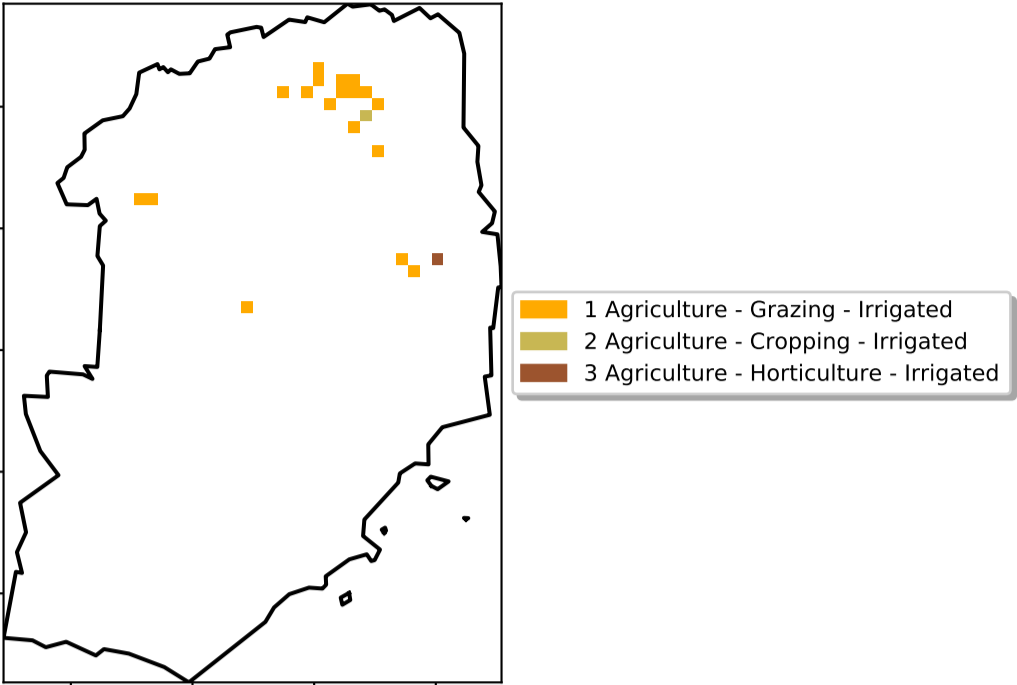 1 Agriculture - Grazing - Irrigated
2 Agriculture - Cropping - Irrigated
3 Agriculture - Horticulture - Irrigated